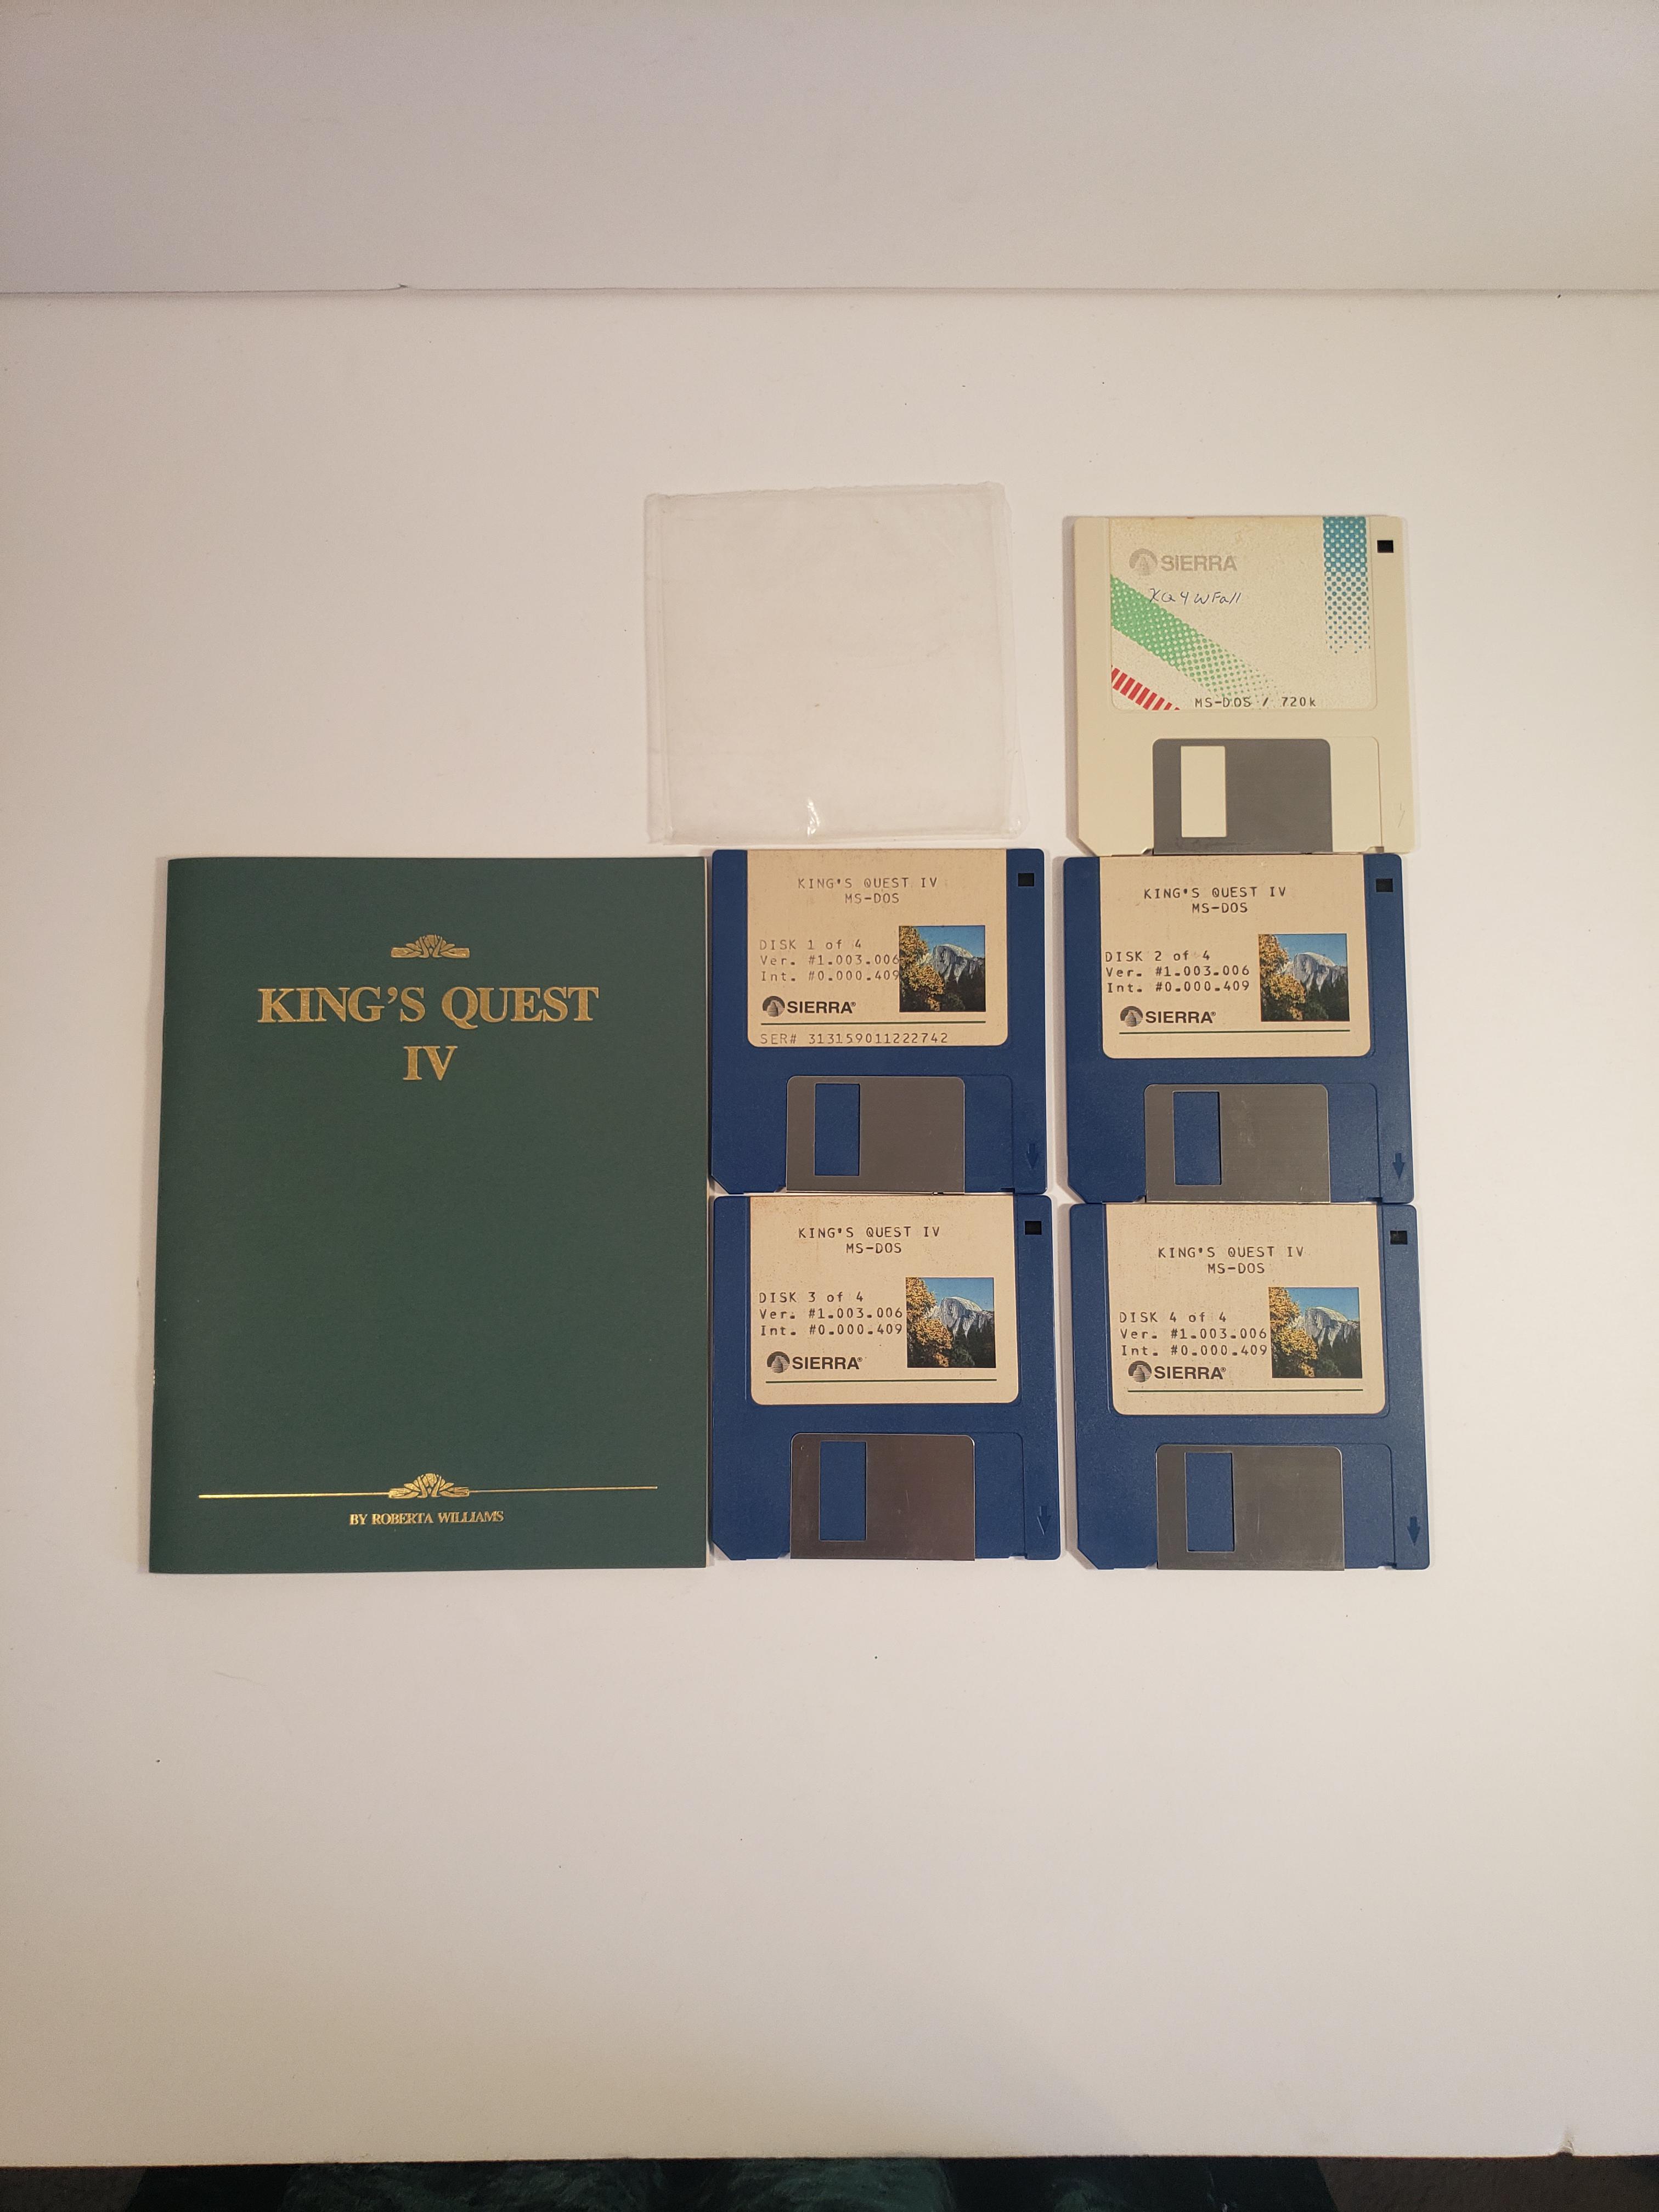 SIERRA
KQ4WFall
MS-DOS / 720k
KING'S QUEST
IV
BY ROBERTA WILLIAMS
KING'S QUEST IV
MS-DOS
DISK 1 of 4
Ver. #1.003.006
Int. #0.000.409
SIERRA®
SER# 313159011222742
KING'S QUEST IV
MS-DOS
DISK 2 of 4
Ver. #1.003.006
Int. #0.000.409
SIERRA®
KING'S QUEST IV
MS-DOS
DISK 3 of 4
Ver. #1.003.006
Int. #0.000.409
SIERRA®
KING'S QUEST IV
MS-DOS
DISK 4 of 4
Ver. #1.003.006
Int. #0.000.409
SIERRA®